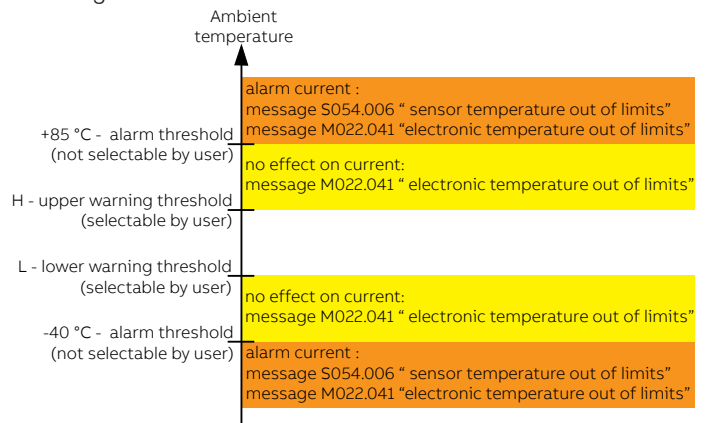 Ambient
temperature
alarm current :
message S054.006 “ sensor temperature out of limits”
message M022.041 “electronic temperature out of limits”
+85 °C - alarm threshold
(not selectable by user)
no effect on current:
message M022.041 “ electronic temperature out of limits”
H - upper warning threshold
(selectable by user)
L - lower warning threshold
(selectable by user)
no effect on current:
message M022.041 “ electronic temperature out of limits”
-40 °C - alarm threshold
(not selectable by user)
alarm current :
message S054.006 “ sensor temperature out of limits”
message M022.041 “electronic temperature out of limits”